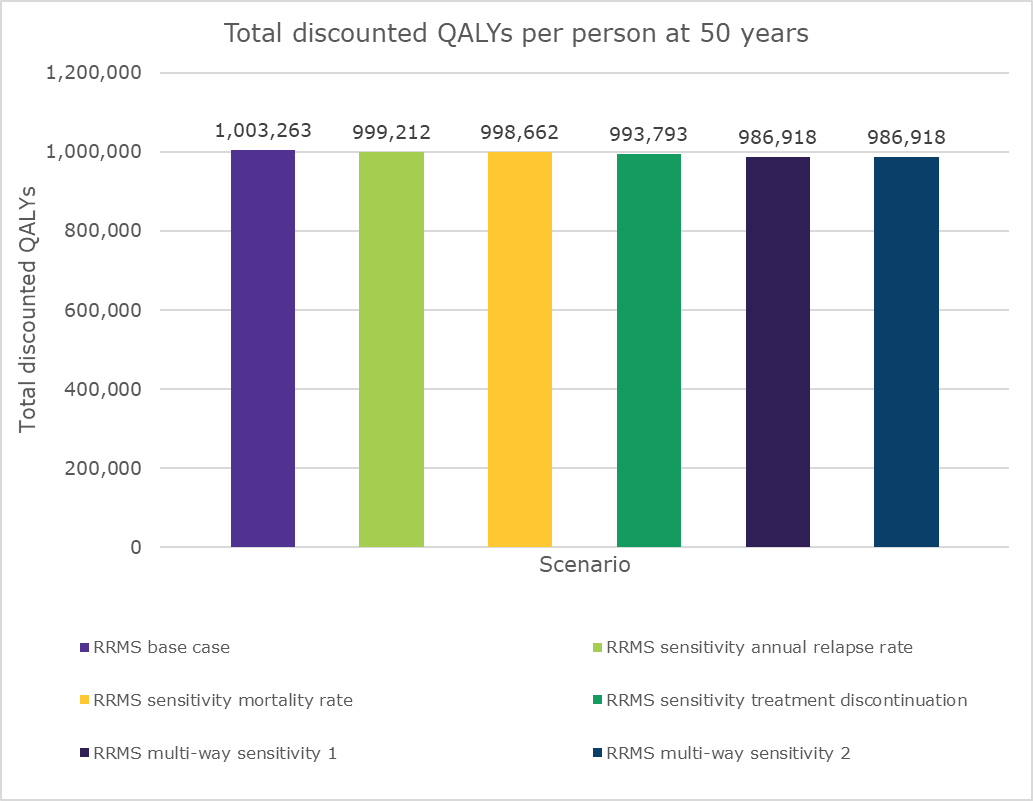 Total discounted QALYs per person at 50 years
Total discounted QALYs
1,200,000
1,000,000
800,000
600,000
400,000
200,000
0
1,003,263
999,212
998,662
993,793
986,918
986,918
Scenario
RRMS base case
RRMS sensitivity annual relapse rate
RRMS sensitivity mortality rate
RRMS sensitivity treatment discontinuation
RRMS multi-way sensitivity 1
RRMS multi-way sensitivity 2